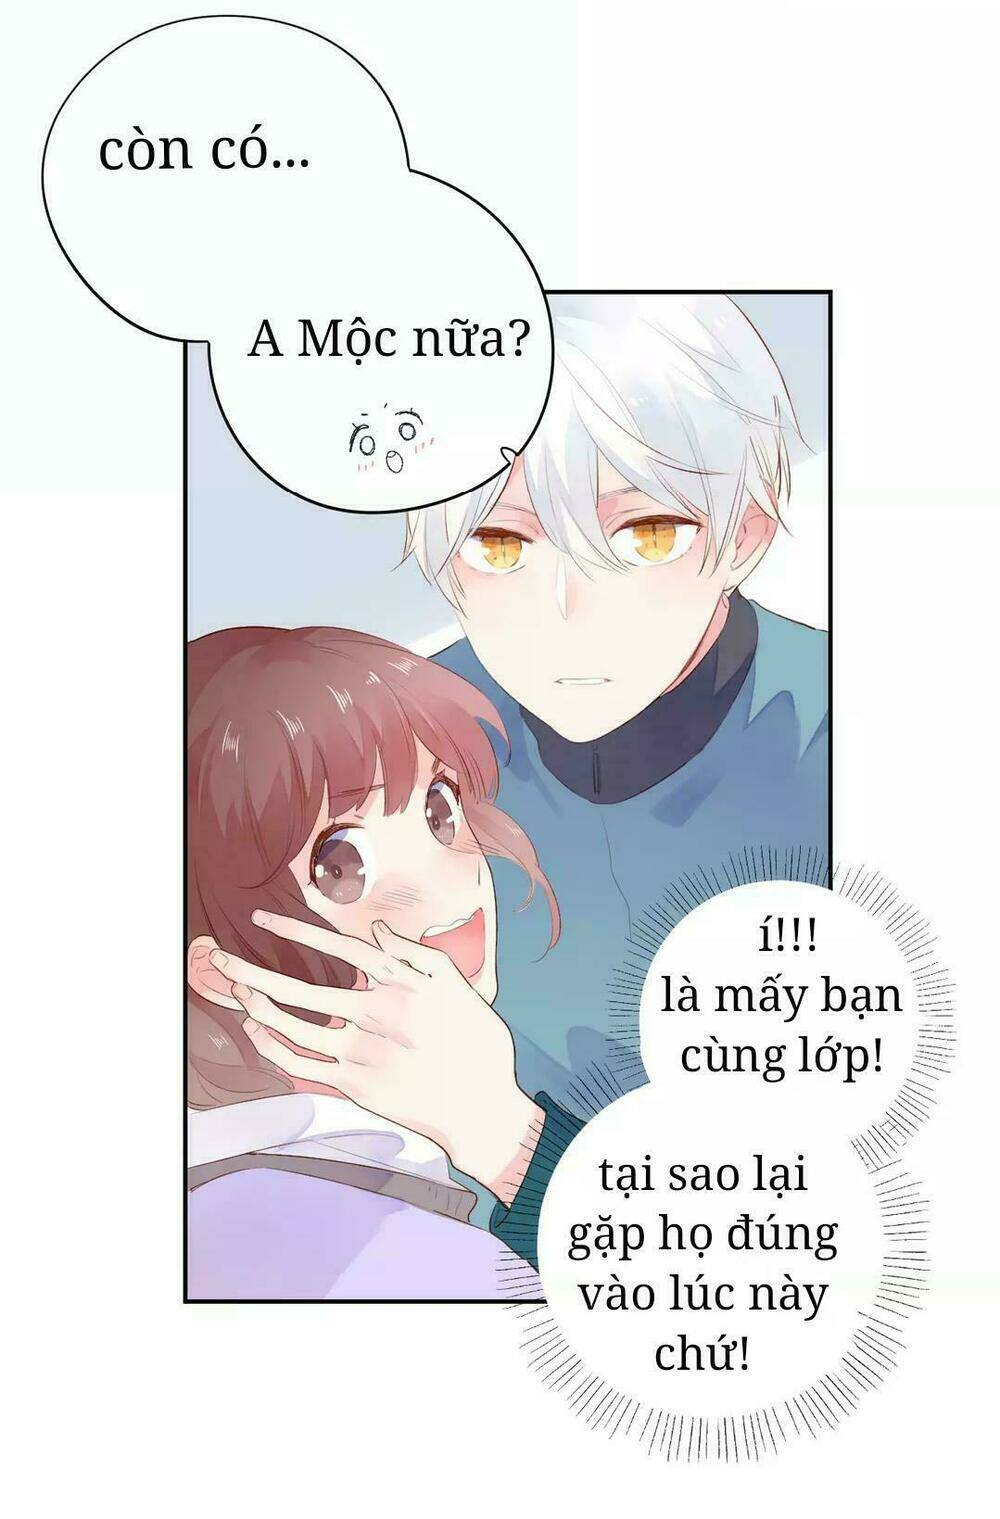 còn có...
A Mộc nữa?
í!!!
là mấy bạn
cùng lớp!
tại sao lại
gặp họ đúng
vào lúc này
chứ!